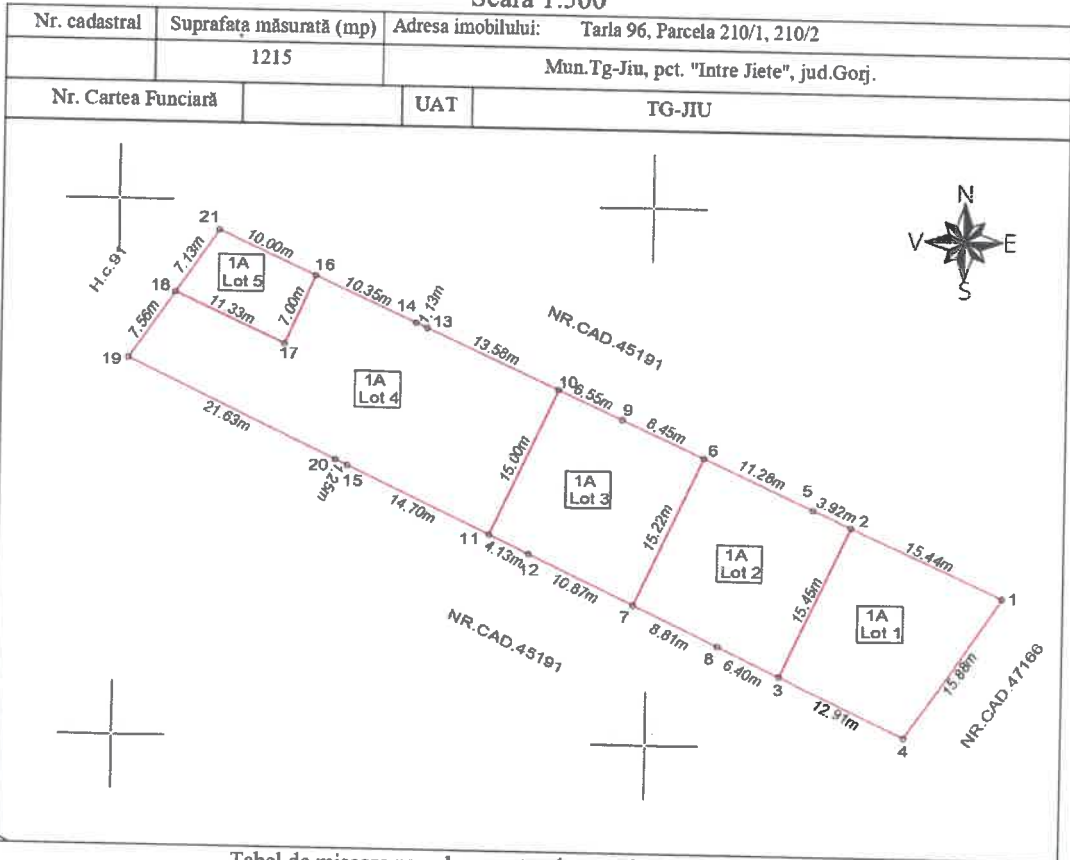 Scara 1:500
Nr. cadastral Suprafața măsurată (mp) Adresa imobilului: Tarla 96, Parcela 210/1, 210/2
1215 Mun.Tg-Jiu, pct. "Intre Jiete", jud.Gorj.
Nr. Cartea Funciară UAT TG-JIU
N
V E
S
H.c.91
21
10.00m
7.13m
1A
Lot 5
16
18
11.33m
7.00m
10.35m
14
1.13m
13
7.56m
17
19
NR.CAD.45191
13.58m
1A
Lot 4
10
6.55m
9
8.45m
21.63m
15.00m
6
11.28m
20
1.25m
15
14.70m
1A
Lot 3
5
3.92m
2
15.22m
15.44m
11
4.13m
12
1A
Lot 2
10.87m
15.45m
1
7
1A
Lot 1
NR.CAD.45191
8.81m
8
6.40m
3
15.88m
NR.CAD.47166
12.91m
4